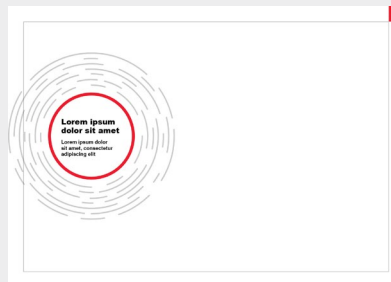 Lorem ipsum
dolor sit amet
Lorem ipsum dolor
sit amet, consectetur
adipiscing elit